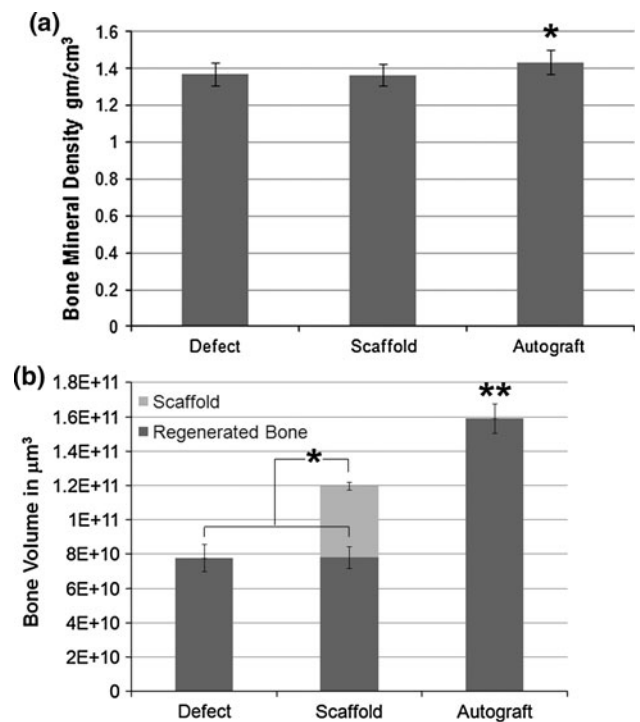 (a)
Bone Mineral Density gm/cm³
1.6
1.4
1.2
1
0.8
0.6
0.4
0.2
0
*
Defect Scaffold Autograft
(b)
Bone Volume in µm³
1.8E+11
1.6E+11
1.4E+11
1.2E+11
1E+11
8E+10
6E+10
4E+10
2E+10
0
Scaffold
Regenerated Bone
*
**
Defect Scaffold Autograft